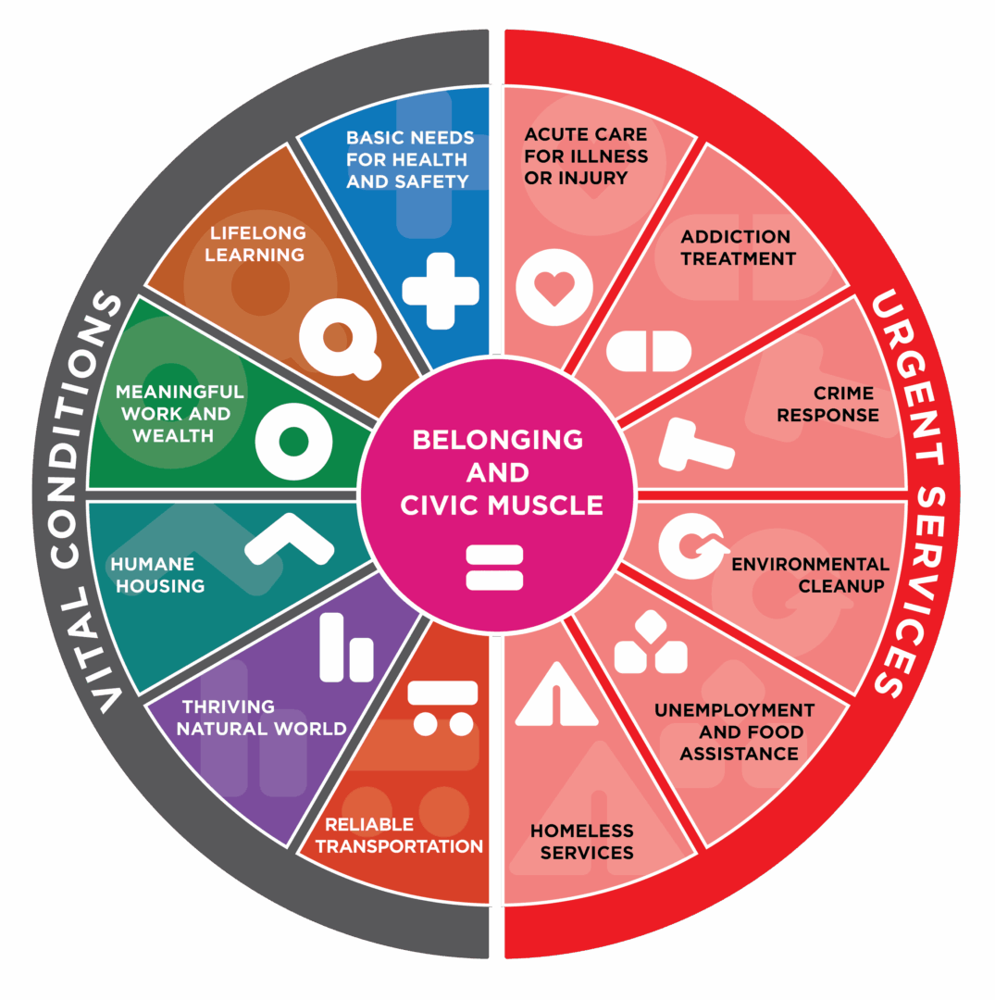 BASIC NEEDS
FOR HEALTH
AND SAFETY
ACUTE CARE
FOR ILLNESS
OR INJURY
LIFELONG
LEARNING
ADDICTION
TREATMENT
MEANINGFUL
WORK AND
WEALTH
CRIME
RESPONSE
BELONGING
AND
CIVIC MUSCLE
HUMANE
HOUSING
ENVIRONMENTAL
CLEANUP
THRIVING
NATURAL WORLD
UNEMPLOYMENT
AND FOOD
ASSISTANCE
RELIABLE
TRANSPORTATION
HOMELESS
SERVICES
VITAL CONDITIONS
URGENT SERVICES